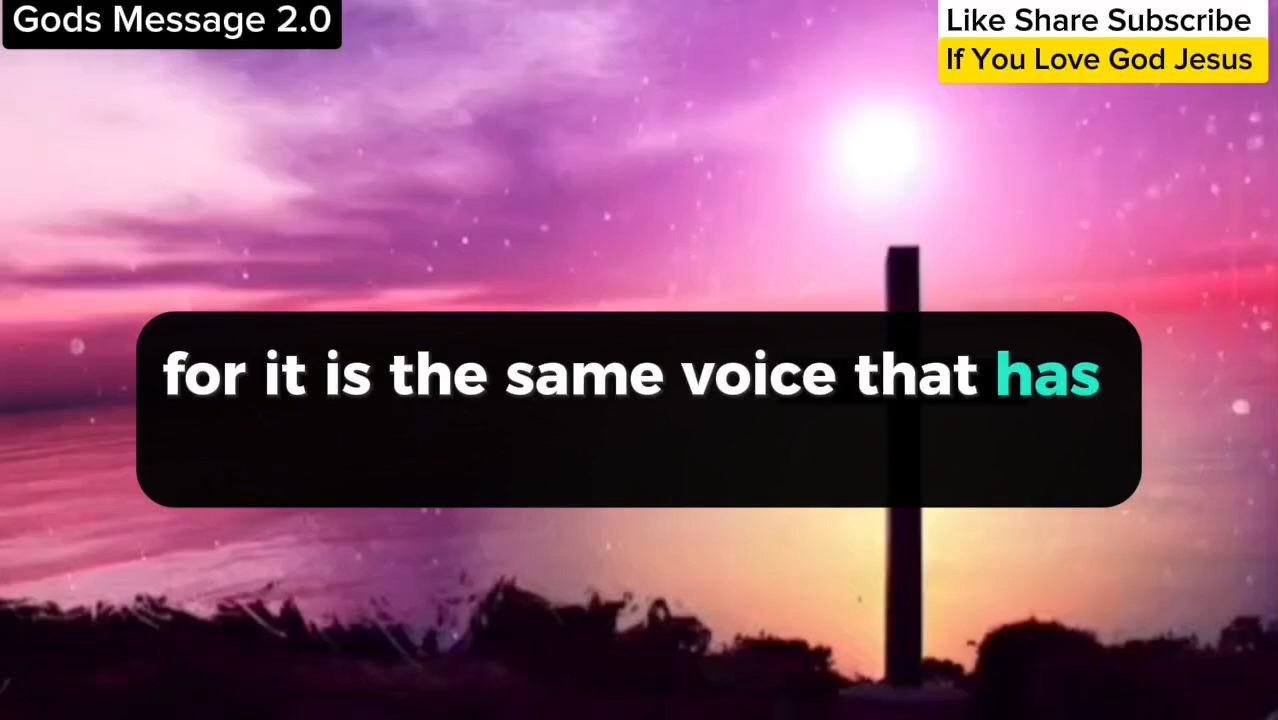 Gods Message 2.0
Like Share Subscribe
If You Love God Jesus
for it is the same voice that has